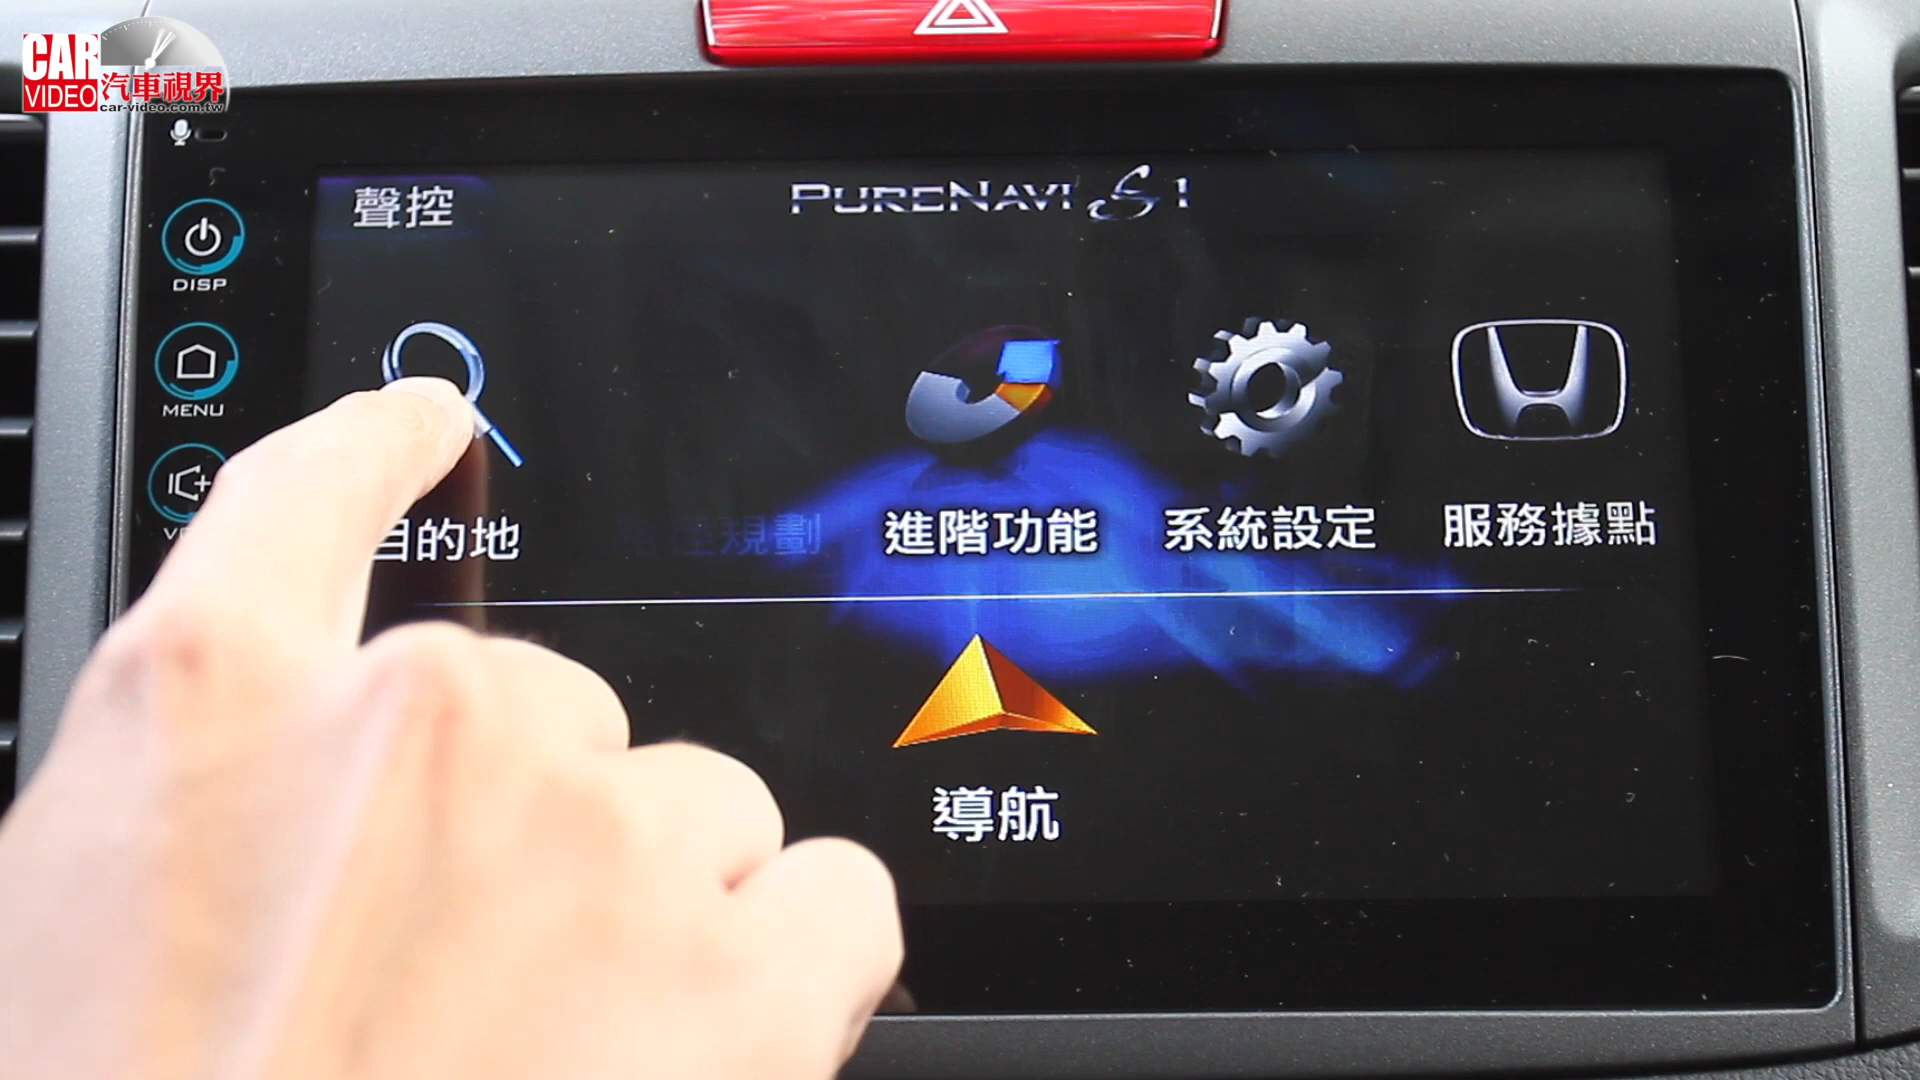 CAR
VIDEO
汽車視界
car-video.com.tw
聲控
PURENAVI S1
DISP
MENU
目的地
規劃
進階功能
系統設定
服務據點
導航